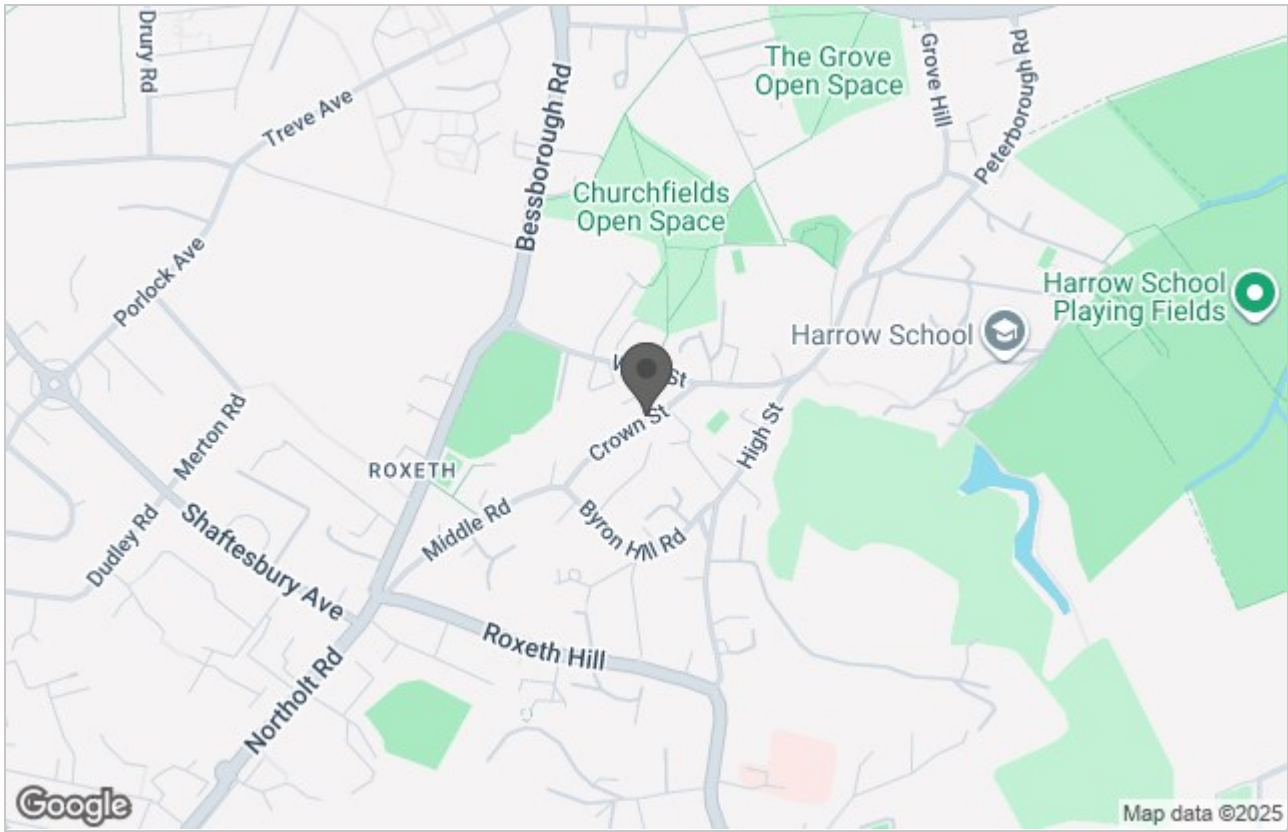 Drury Rd
Treve Ave
Bessborough Rd
The Grove
Open Space
Grove Hill
Peterborough Rd
Churchfields
Open Space
Porlock Ave
Harrow School
Playing Fields
Harrow School
St
Crown St
High St
Merton Rd
ROXETH
Middle Rd
Byron Hill Rd
Dudley Rd
Shaftesbury Ave
Roxeth Hill
Northolt Rd
Google
Map data ©2025